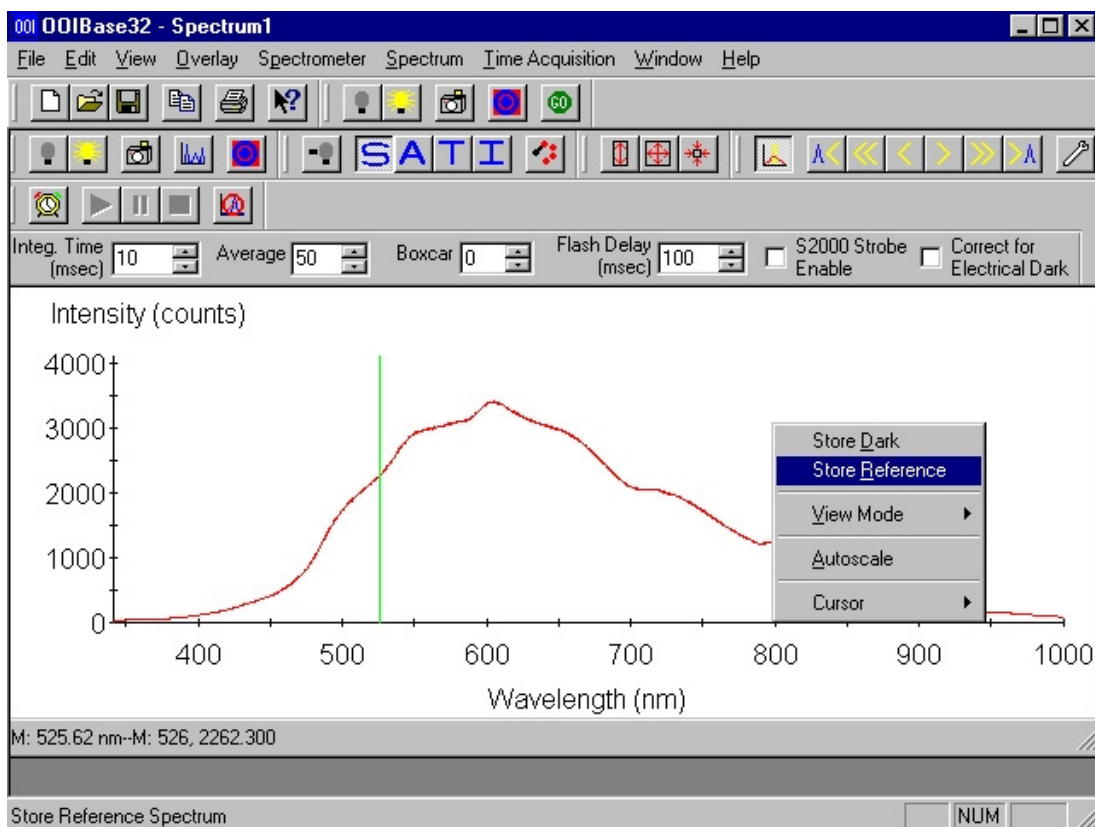 OOI OOIBase32 - Spectrum1
File Edit View Overlay Spectrometer Spectrum Time Acquisition Window Help
GO
S A T I
Integ. Time (msec) 10 Average 50 Boxcar 0 Flash Delay (msec) 100 S2000 Strobe Enable Correct for Electrical Dark
Intensity (counts)
4000
3000
2000
1000
0
Store Dark
Store Reference
View Mode
Autoscale
Cursor
400 500 600 700 800 900 1000
Wavelength (nm)
M: 525.62 nm--M: 526, 2262.300
Store Reference Spectrum NUM